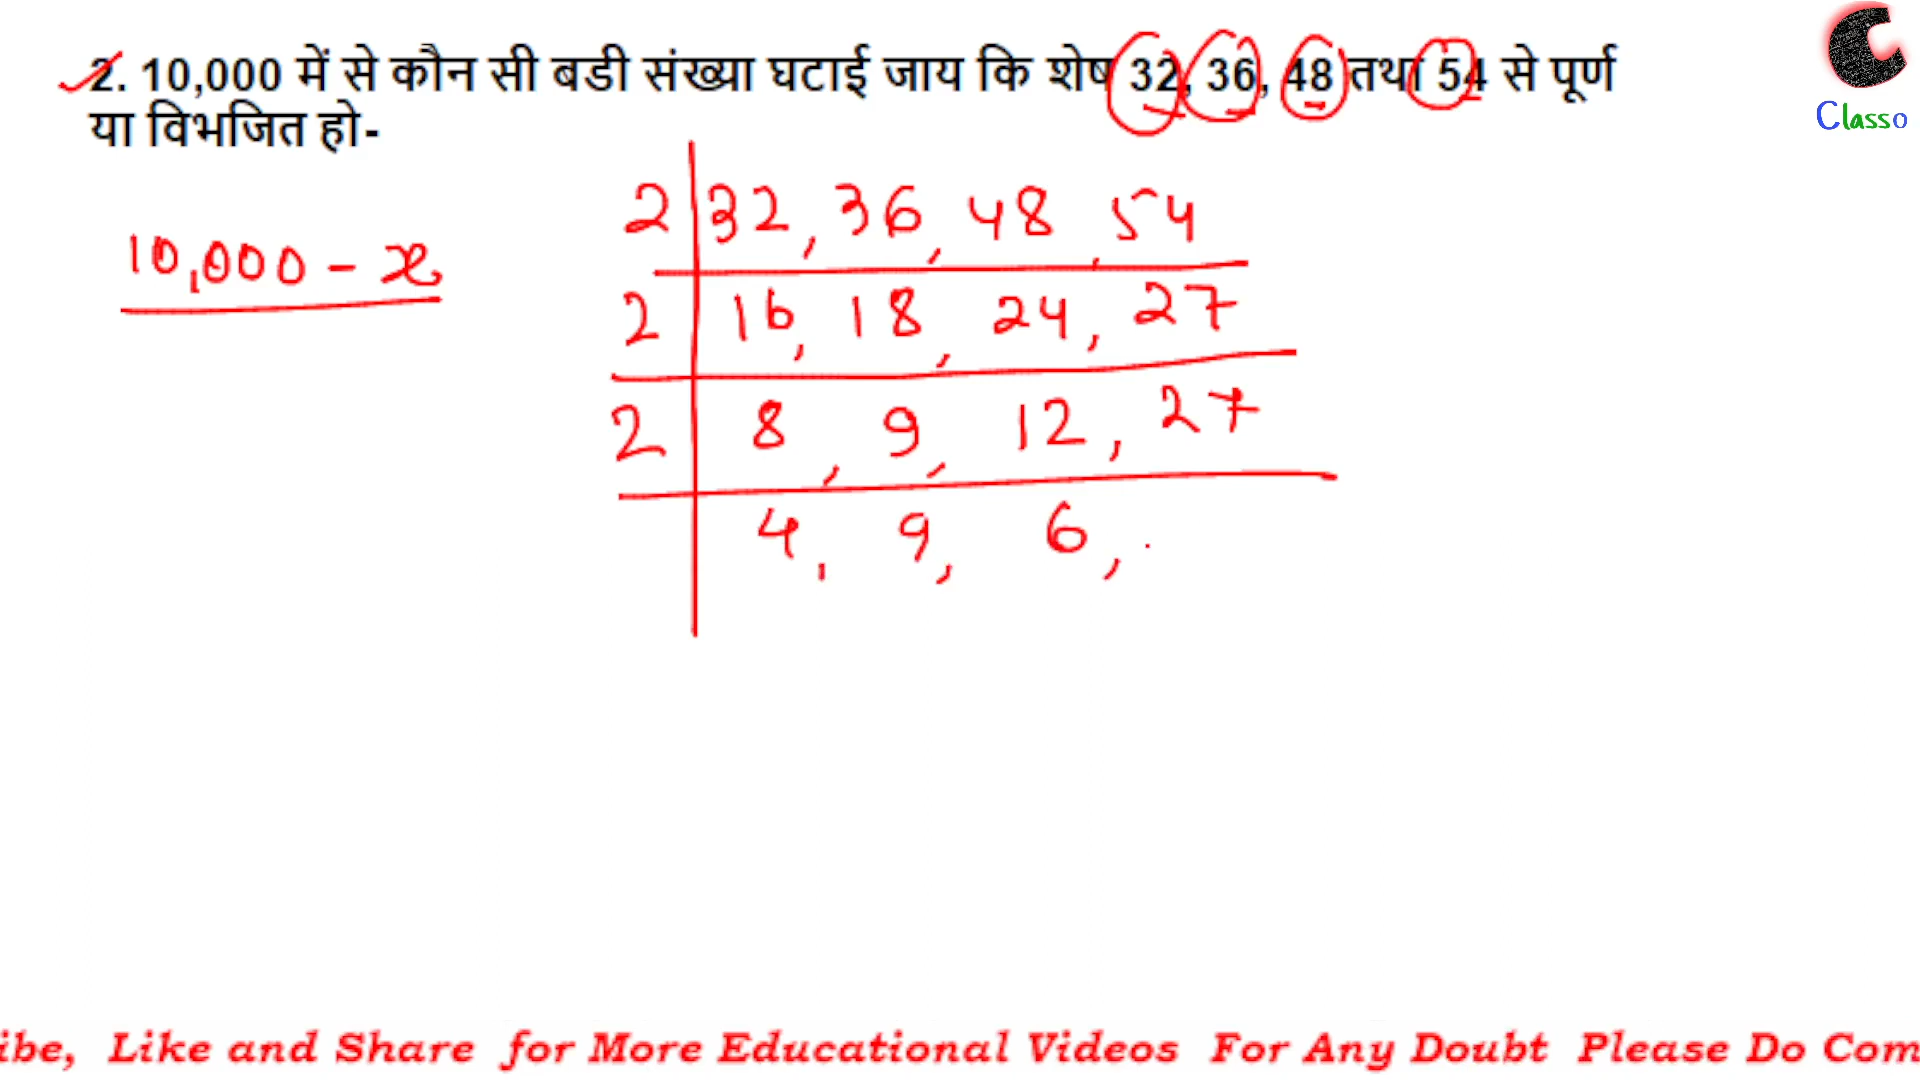 2. 10,000 में से कौन सी बडी संख्या घटाई जाय कि शेष 32, 36, 48 तथा 54 से पूर्ण
या विभजित हो-
Classo
10,000 - x
2 32, 36, 48, 54
2 16, 18, 24, 27
2 8, 9, 12, 27
4, 9, 6,
ibe, Like and Share for More Educational Videos For Any Doubt Please Do Com